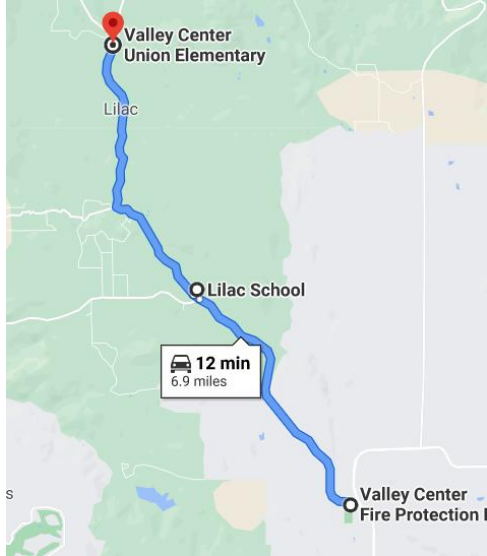 Valley Center
Union Elementary
Lilac
Lilac School
12 min
6.9 miles
s
Valley Center
Fire Protection